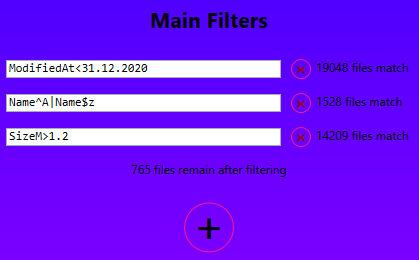 Main Filters
ModifiedAt<31.12.2020
19048 files match
Name^A|Name$z
1528 files match
SizeM>1.2
14209 files match
765 files remain after filtering
+